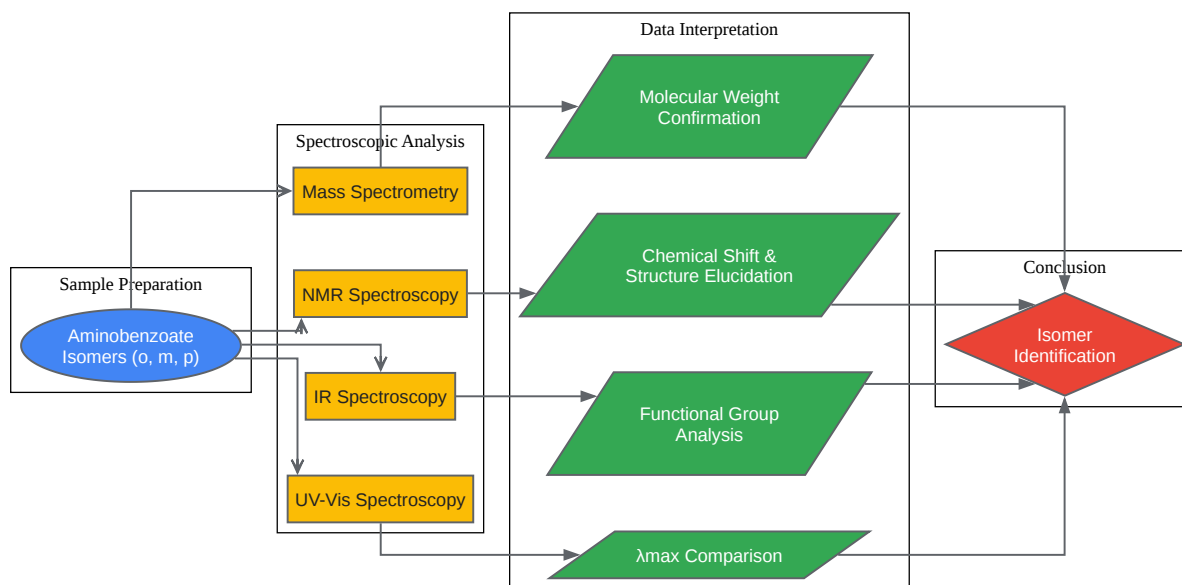 Data Interpretation
Molecular Weight
Confirmation
Spectroscopic Analysis
Mass Spectrometry
Chemical Shift &
Structure Elucidation
Conclusion
Sample Preparation
NMR Spectroscopy
Aminobenzoate
Isomers (o, m, p)
Isomer
Identification
IR Spectroscopy
Functional Group
Analysis
UV-Vis Spectroscopy
λmax Comparison